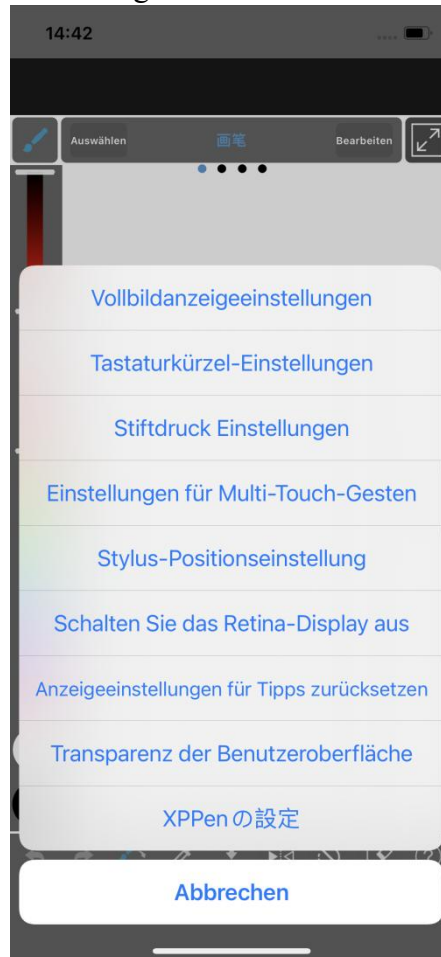 14:42
Auswählen
画笔
Bearbeiten
Vollbildanzeigeeinstellungen
Tastaturkürzel-Einstellungen
Stiftdruck Einstellungen
Einstellungen für Multi-Touch-Gesten
Stylus-Positionseinstellung
Schalten Sie das Retina-Display aus
Anzeigeeinstellungen für Tipps zurücksetzen
Transparenz der Benutzeroberfläche
XPPenの設定
Abbrechen